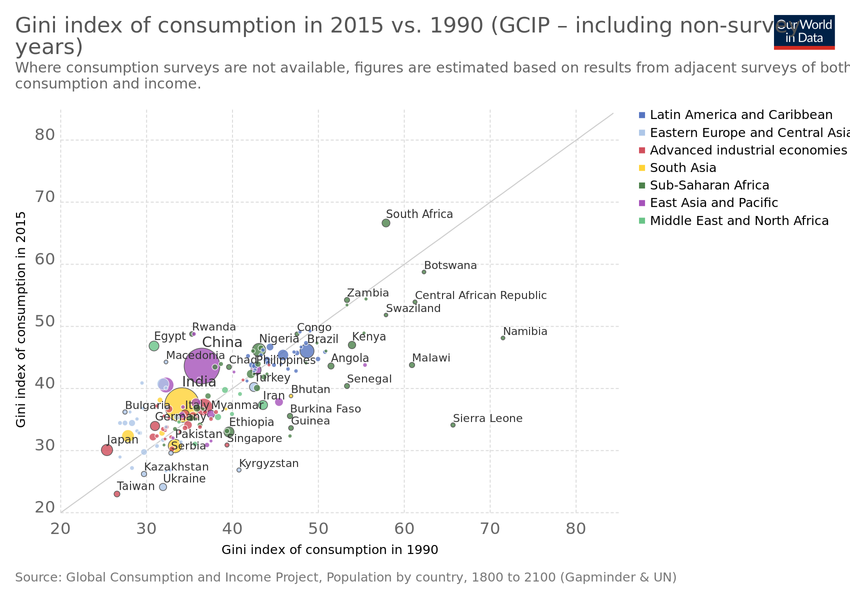 Gini index of consumption in 2015 vs. 1990 (GCIP – including non-survey
years)
Our World
in Data
Where consumption surveys are not available, figures are estimated based on results from adjacent surveys of both
consumption and income.
Latin America and Caribbean
Eastern Europe and Central Asia
Advanced industrial economies
South Asia
Sub-Saharan Africa
East Asia and Pacific
Middle East and North Africa
Gini index of consumption in 2015
80
70
60
50
40
30
20
South Africa
Botswana
Zambia
Central African Republic
Swaziland
Rwanda
Congo
Egypt
China
Nigeria
Brazil
Kenya
Namibia
Macedonia
Chad
Philippines
Angola
Malawi
India
Turkey
Senegal
Bhutan
Iran
Bulgaria
Italy
Myanmar
Burkina Faso
Germany
Ethiopia
Guinea
Sierra Leone
Japan
Pakistan
Singapore
Serbia
Kazakhstan
Kyrgyzstan
Ukraine
Taiwan
20
30
40
50
60
70
80
Gini index of consumption in 1990
Source: Global Consumption and Income Project, Population by country, 1800 to 2100 (Gapminder & UN)